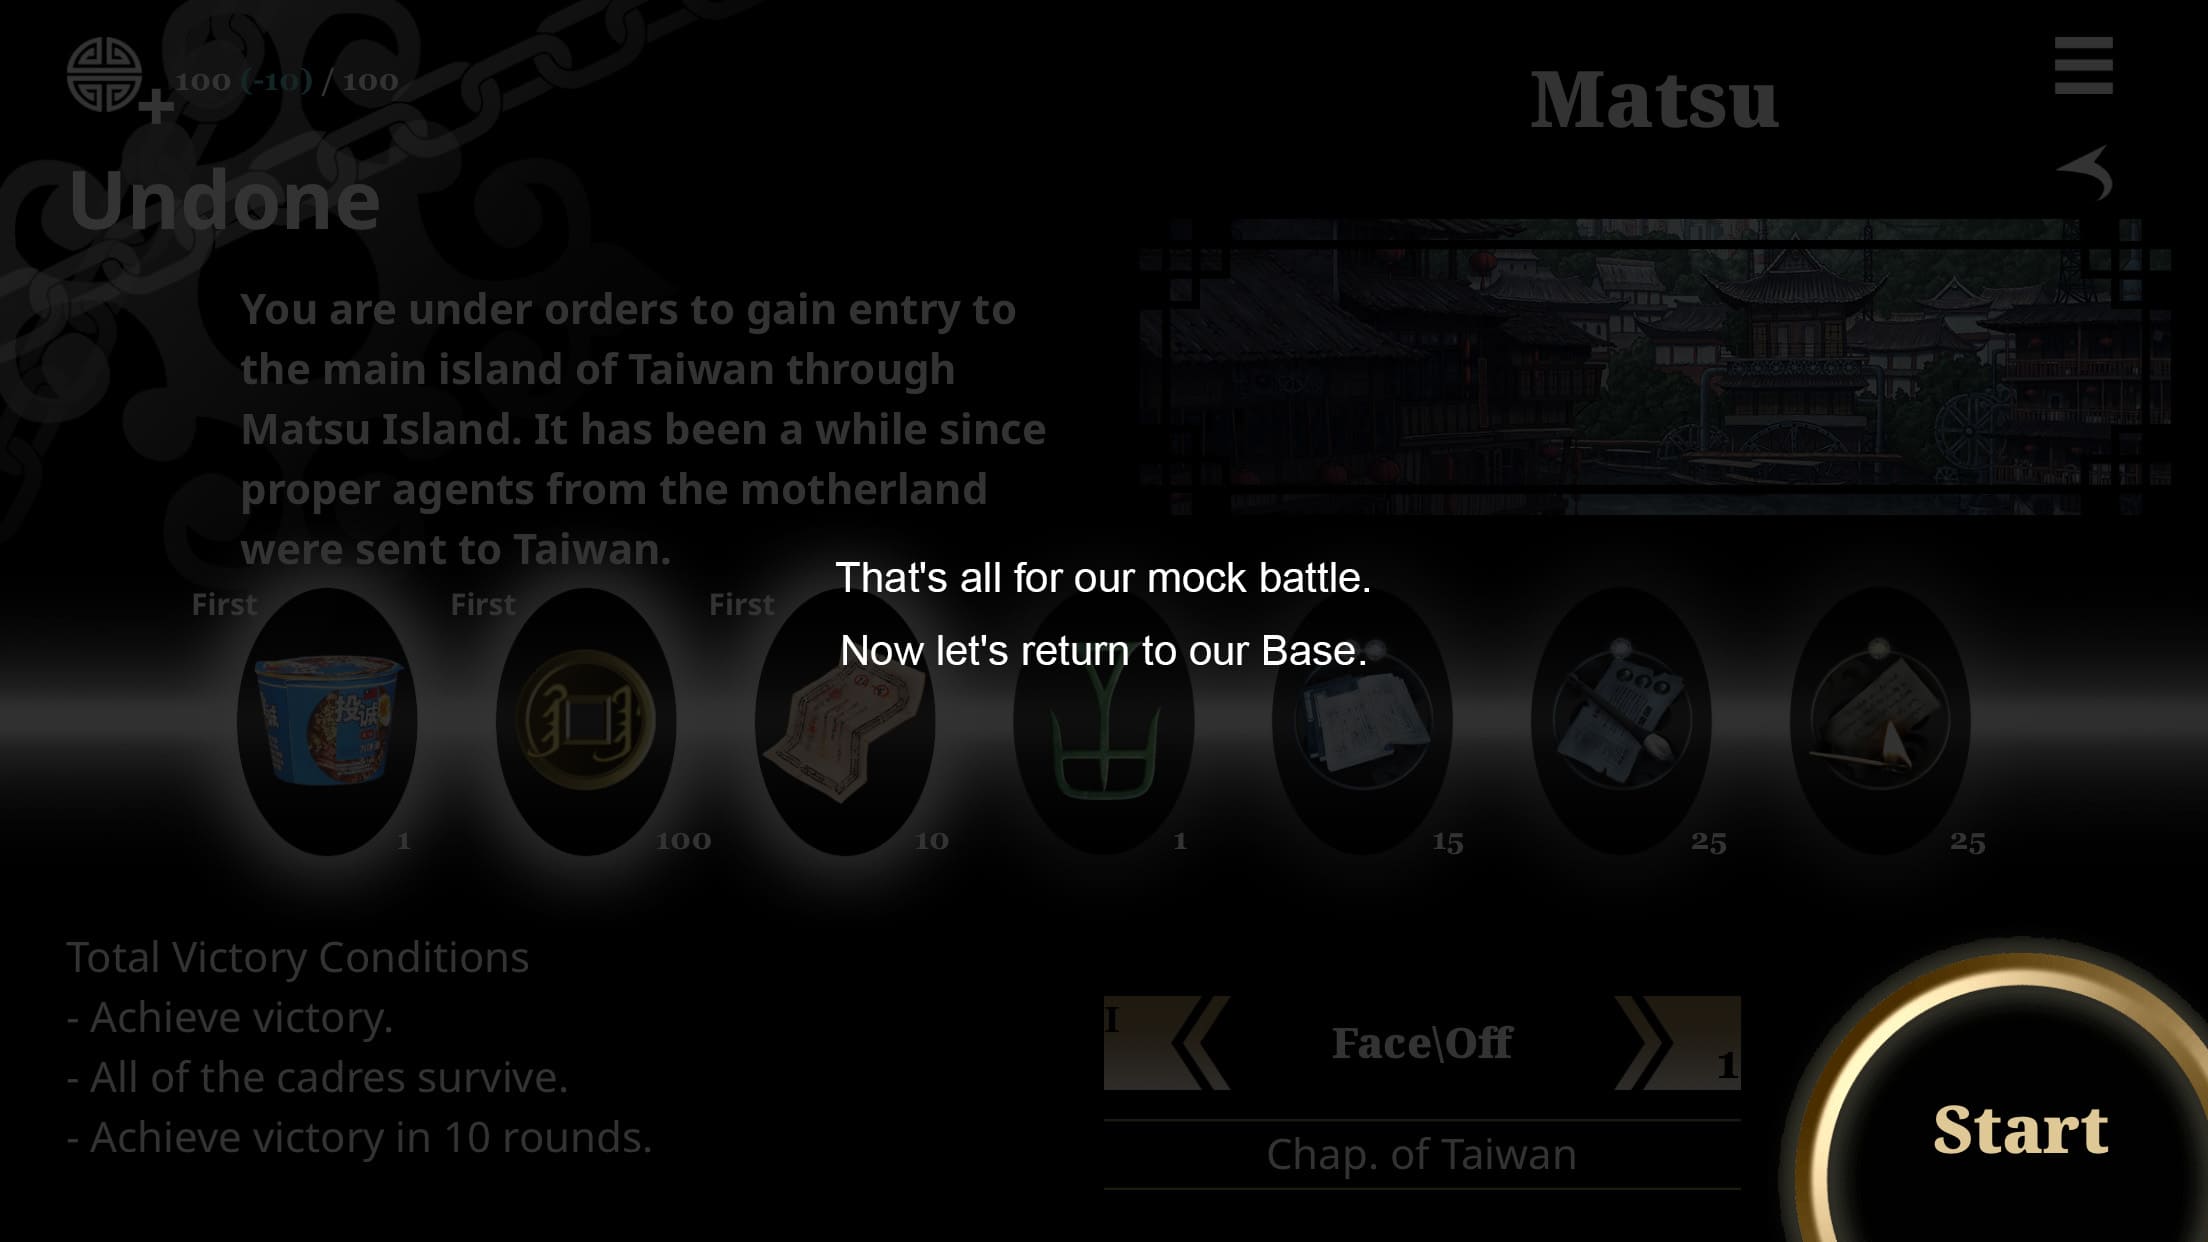 100 (-10) / 100
Matsu
Undone
You are under orders to gain entry to
the main island of Taiwan through
Matsu Island. It has been a while since
proper agents from the motherland
were sent to Taiwan.
That's all for our mock battle.
Now let's return to our Base.
First
First
First
投诚
1
100
10
1
15
25
25
Total Victory Conditions
- Achieve victory.
- All of the cadres survive.
- Achieve victory in 10 rounds.
I
Face\Off
1
Chap. of Taiwan
Start